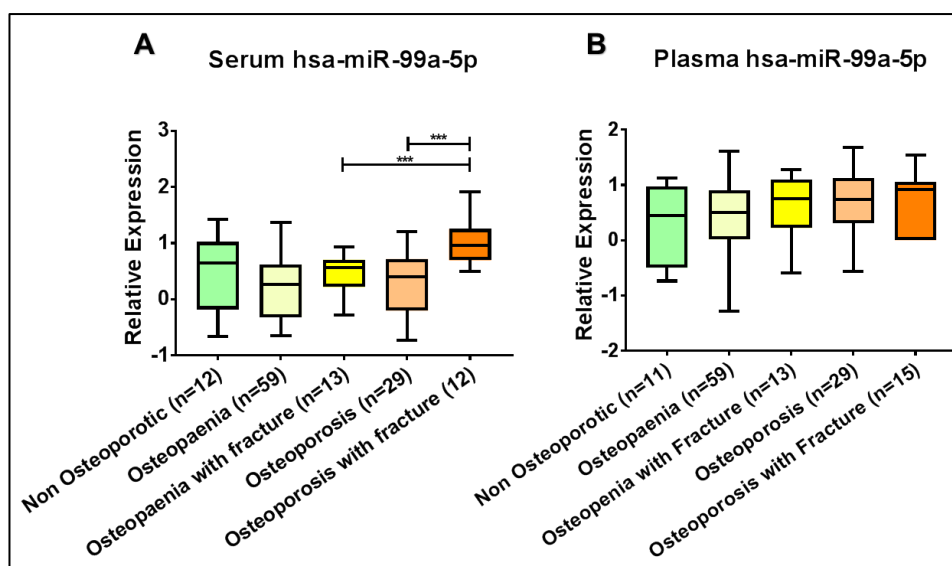 A
Serum hsa-miR-99a-5p
Relative Expression
3
2
1
0
-1
***
***
Non Osteoporotic (n=12)
Osteopaenia (n=59)
Osteopaenia with fracture (n=13)
Osteoporosis (n=29)
Osteoporosis with fracture (12)
B
Plasma hsa-miR-99a-5p
Relative Expression
2
1
0
-1
-2
Non Osteoporotic (n=11)
Osteopaenia (n=59)
Osteopenia with Fracture (n=13)
Osteoporosis (n=29)
Osteoporosis with Fracture (n=15)